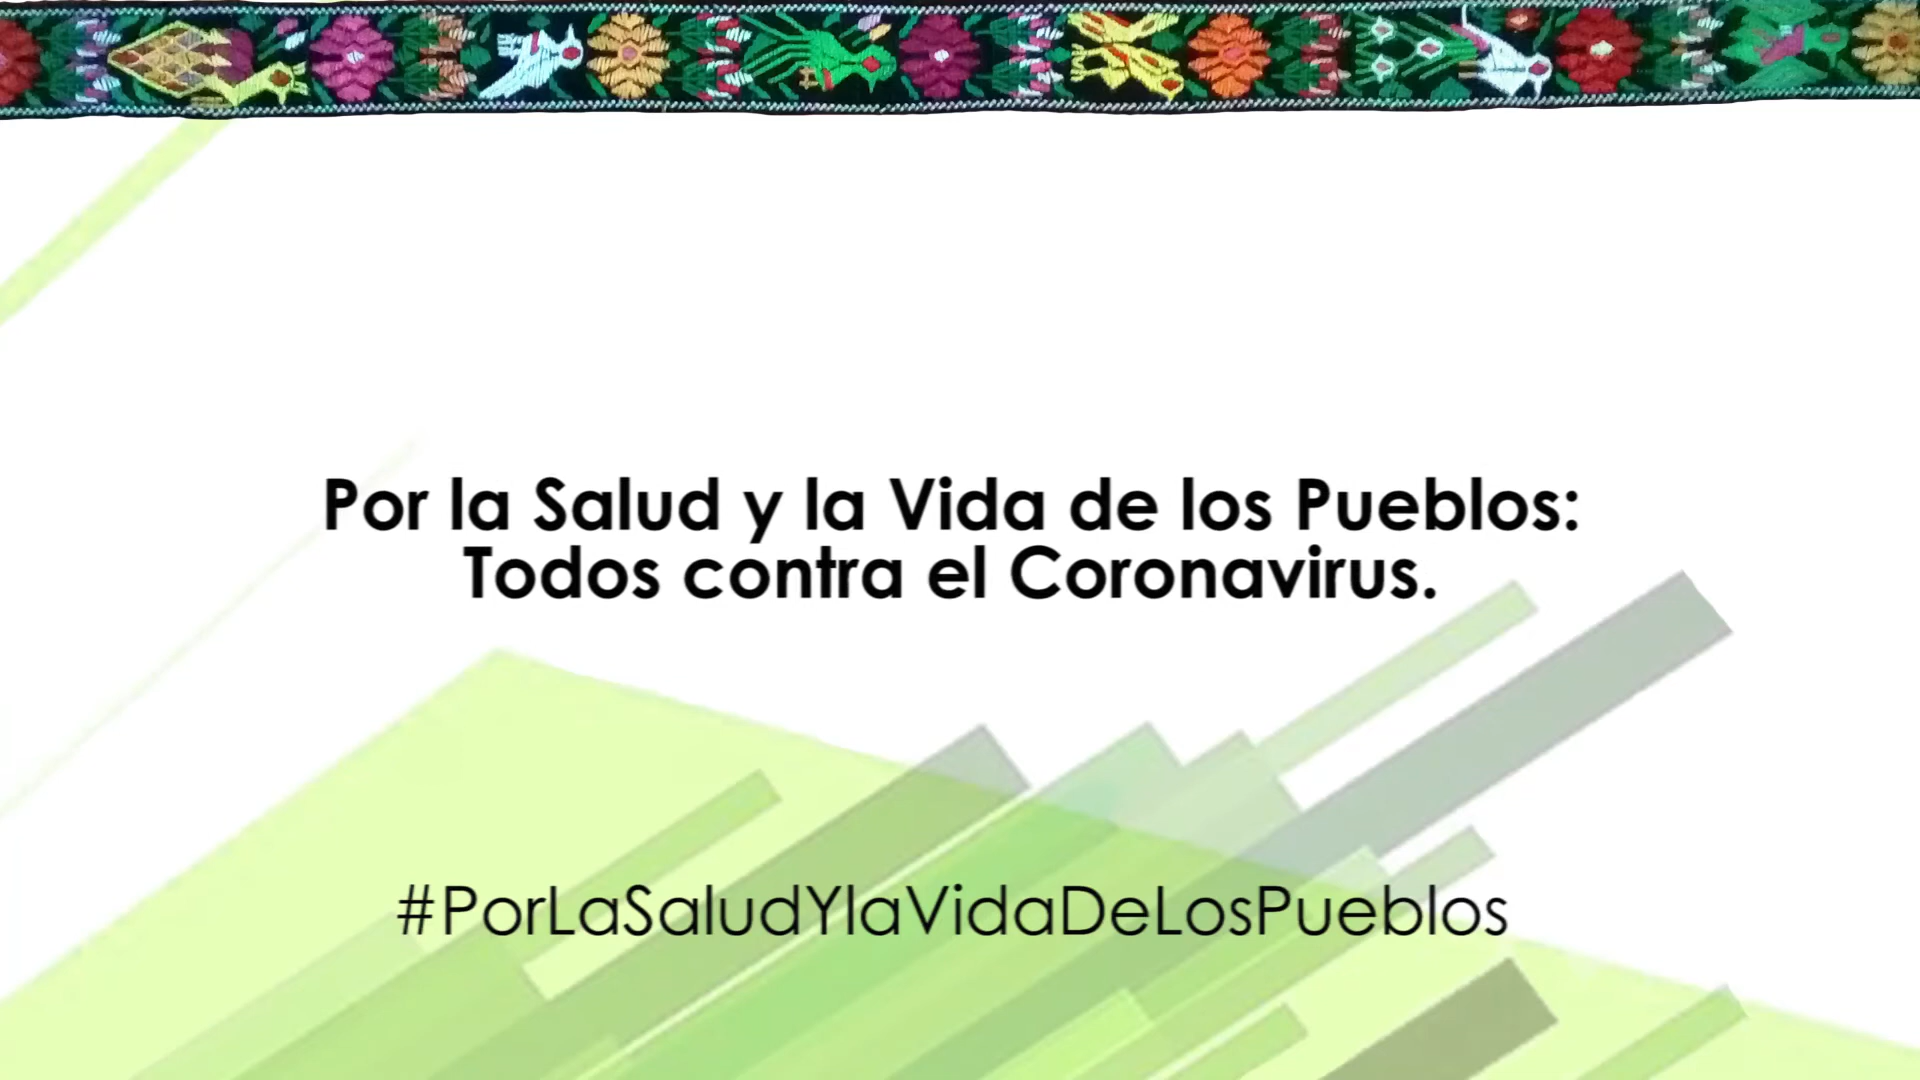 Por la Salud y la Vida de los Pueblos:
Todos contra el Coronavirus.
#PorLaSaludYlaVidaDeLosPueblos